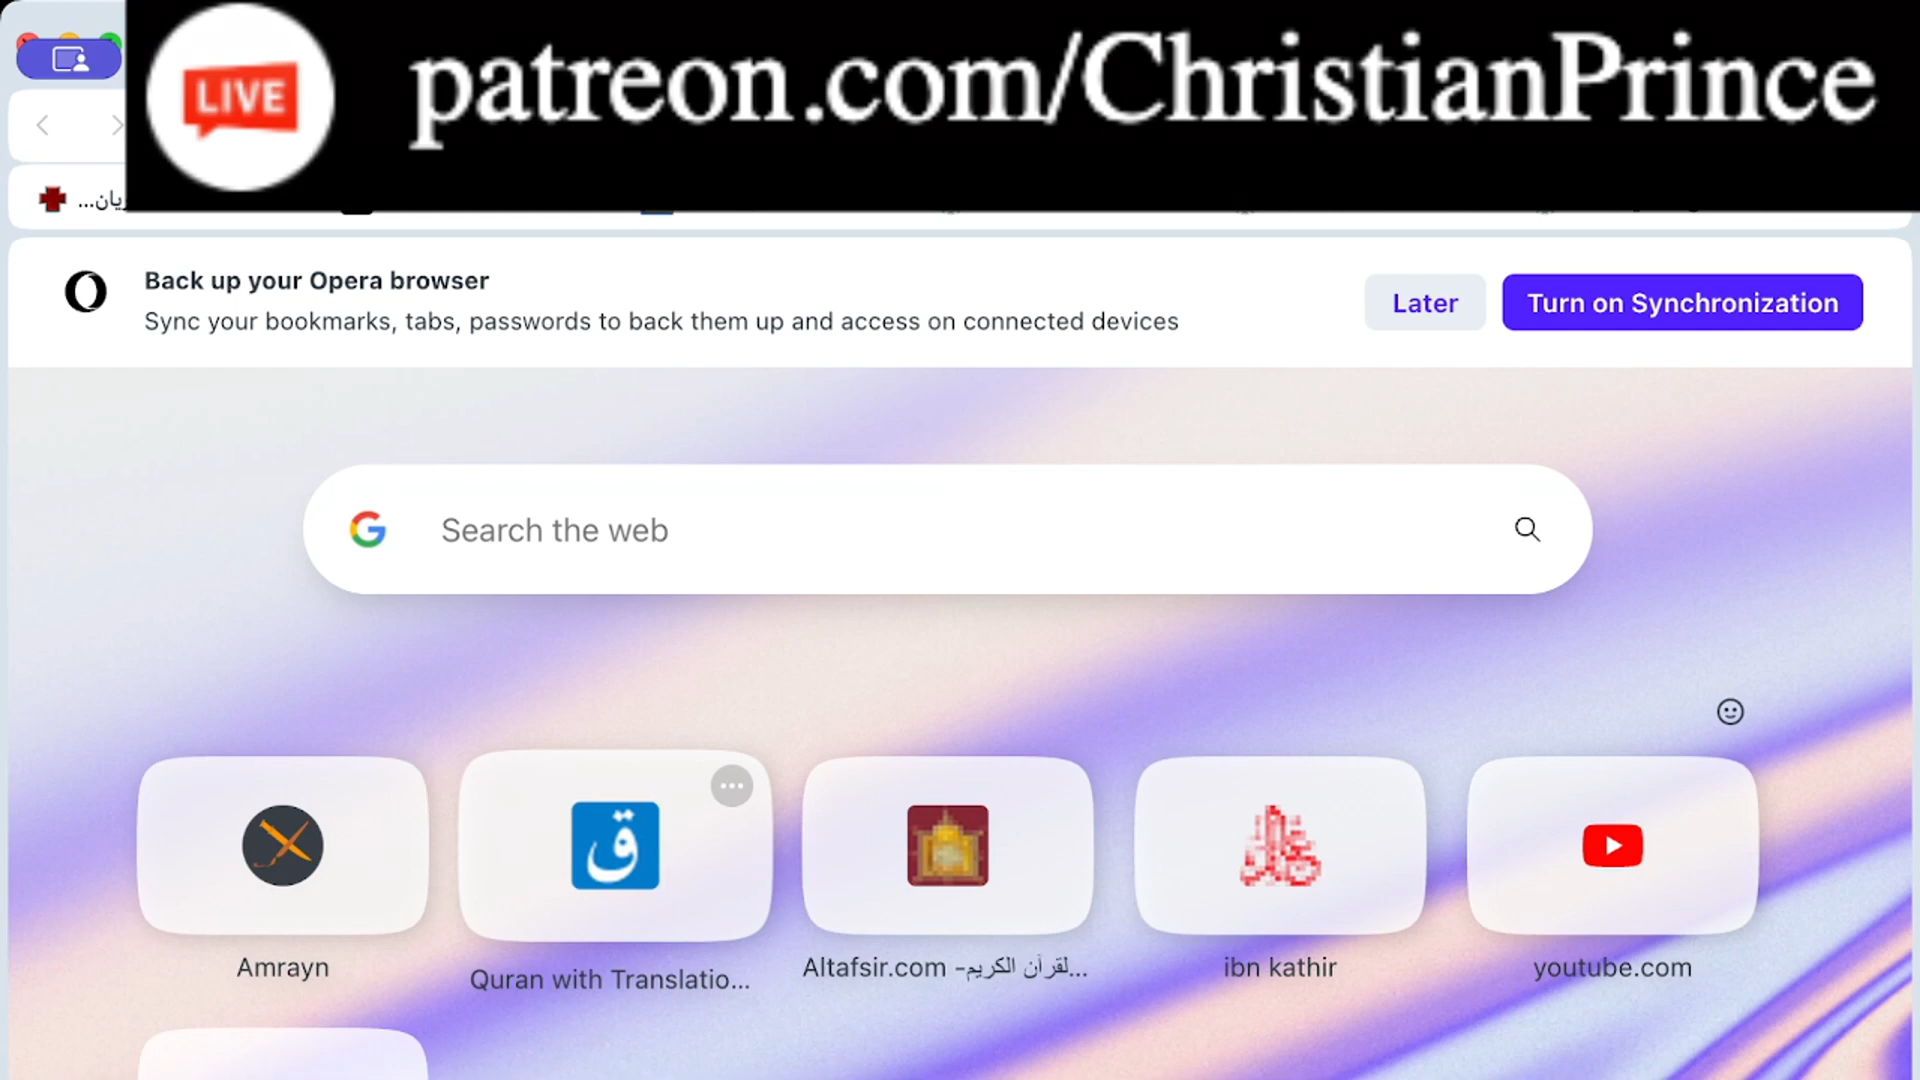 LIVE
patreon.com/ChristianPrince
Back up your Opera browser
Sync your bookmarks, tabs, passwords to back them up and access on connected devices
Later
Turn on Synchronization
Search the web
Amrayn
Quran with Translatio...
Altafsir.com -لقرآن الكريم...
ibn kathir
youtube.com
ق